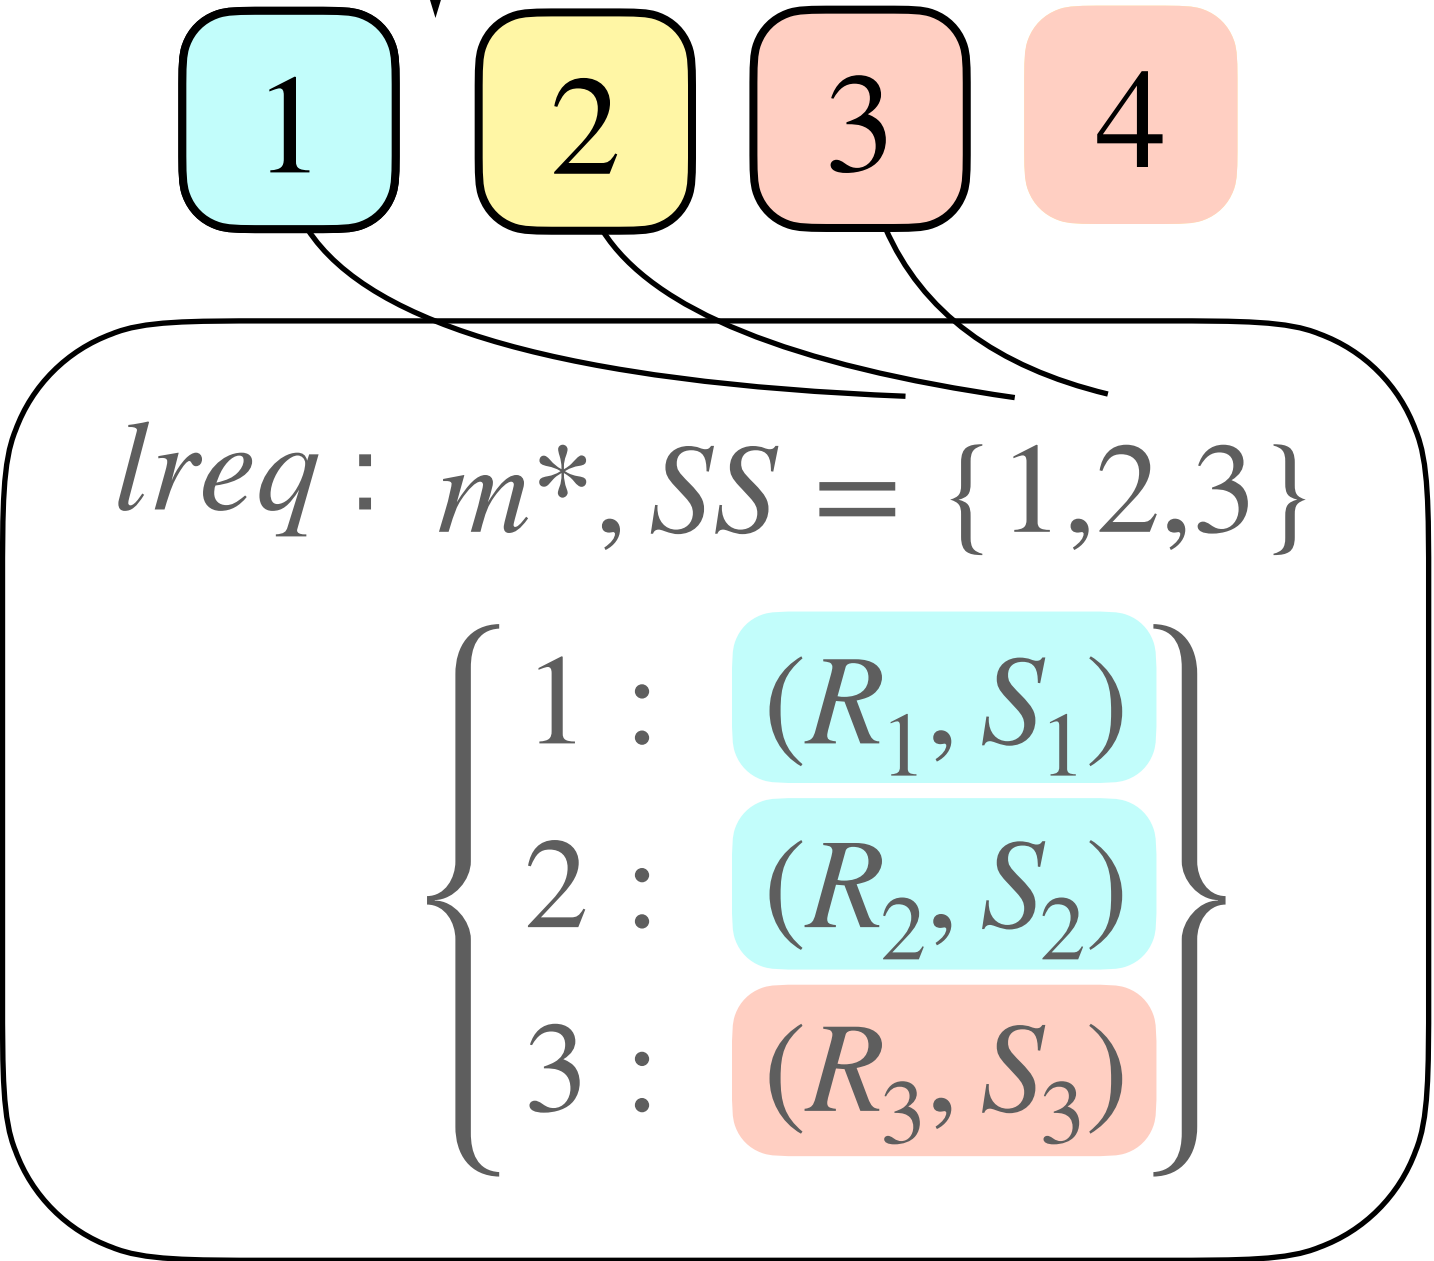 1 2 3 4
lreq : m*, SS = {1,2,3}
1 : (R₁, S₁)
2 : (R₂, S₂)
3 : (R₃, S₃)